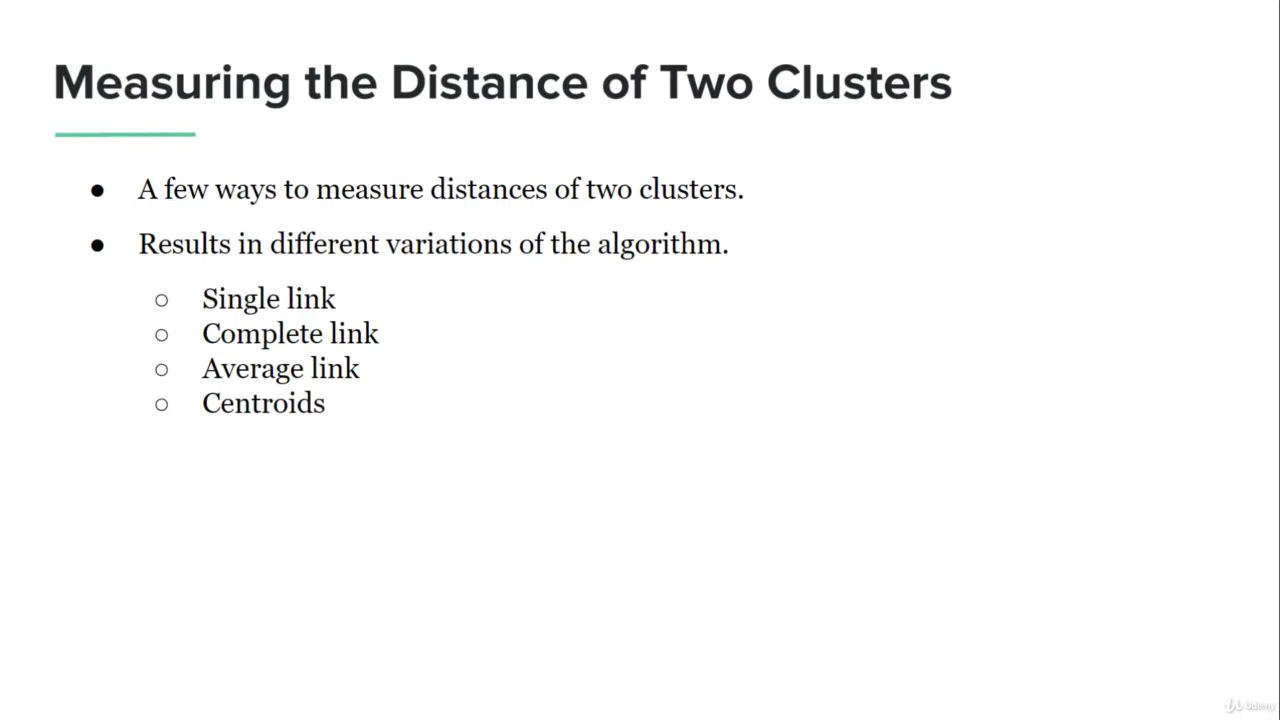 Measuring the Distance of Two Clusters
● A few ways to measure distances of two clusters.
● Results in different variations of the algorithm.
○ Single link
○ Complete link
○ Average link
○ Centroids
Udemy